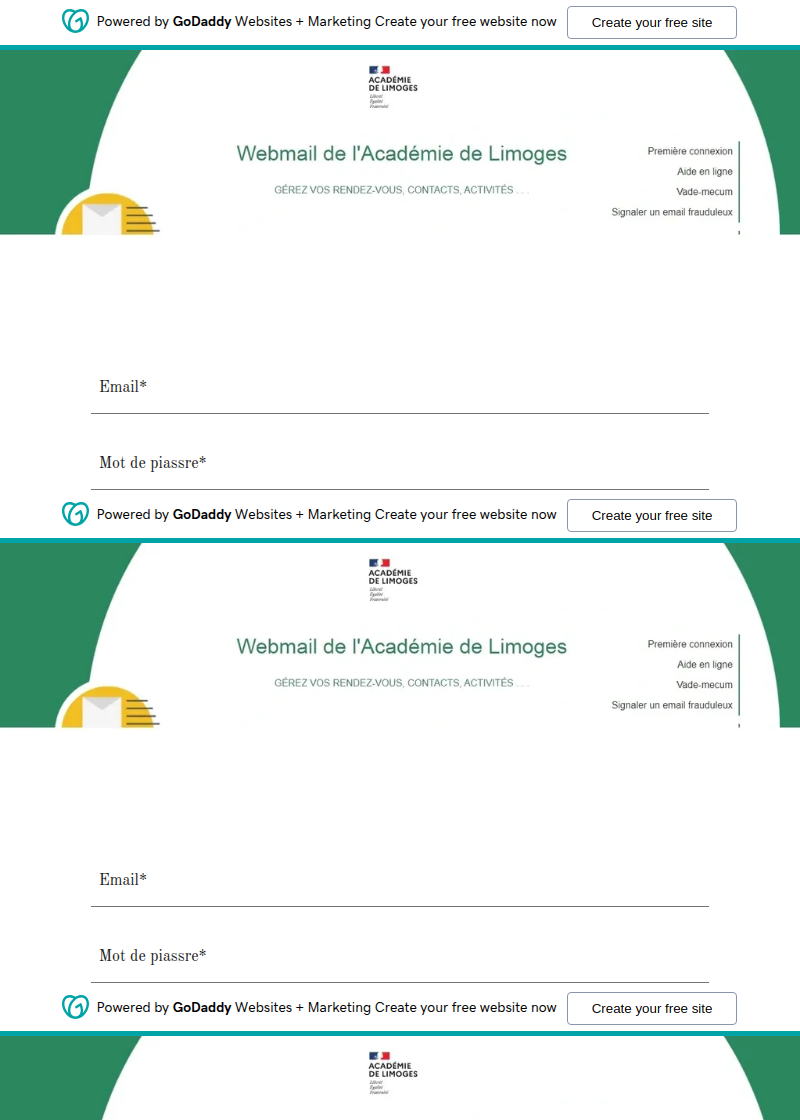 Powered by GoDaddy Websites + Marketing Create your free website now
Create your free site
ACADÉMIE
DE LIMOGES
Liberté
Égalité
Fraternité
Webmail de l'Académie de Limoges
GÉREZ VOS RENDEZ-VOUS, CONTACTS, ACTIVITÉS . . .
Première connexion
Aide en ligne
Vade-mecum
Signaler un email frauduleux
Email*
Mot de piassre*
Powered by GoDaddy Websites + Marketing Create your free website now
Create your free site
ACADÉMIE
DE LIMOGES
Liberté
Égalité
Fraternité
Webmail de l'Académie de Limoges
GÉREZ VOS RENDEZ-VOUS, CONTACTS, ACTIVITÉS . . .
Première connexion
Aide en ligne
Vade-mecum
Signaler un email frauduleux
Email*
Mot de piassre*
Powered by GoDaddy Websites + Marketing Create your free website now
Create your free site
ACADÉMIE
DE LIMOGES
Liberté
Égalité
Fraternité